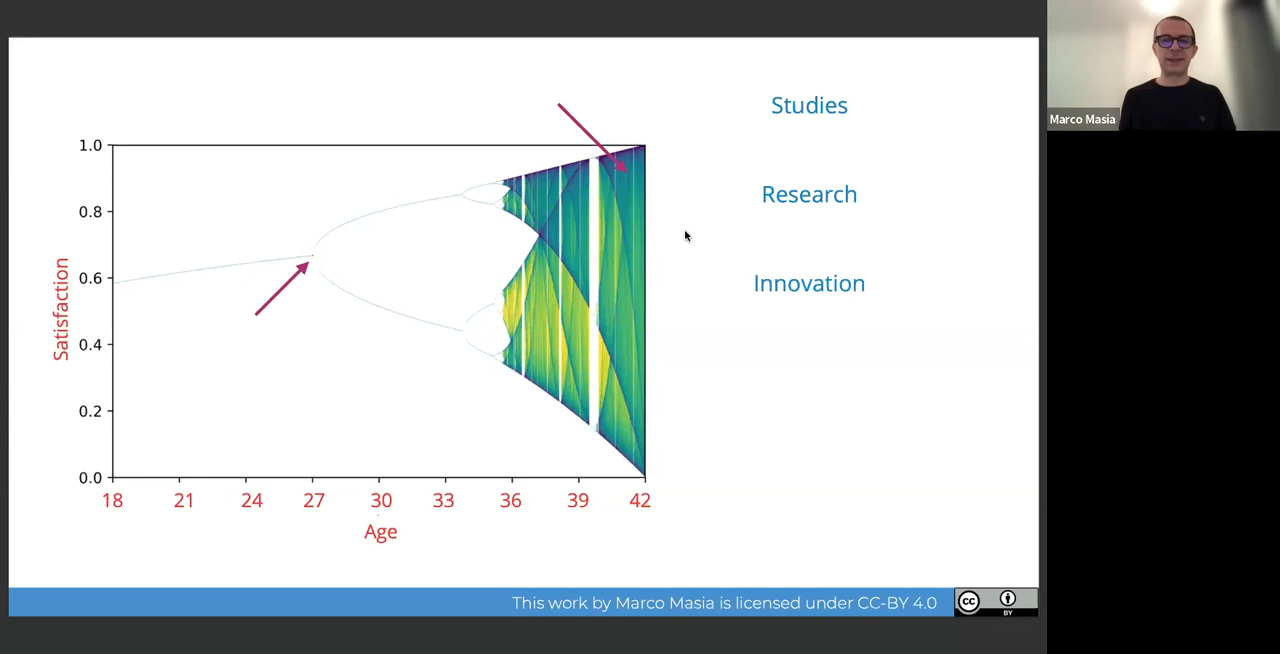 Marco Masia
Studies
Research
Innovation
1.0
0.8
0.6
0.4
0.2
0.0
Satisfaction
18 21 24 27 30 33 36 39 42
Age
This work by Marco Masia is licensed under CC-BY 4.0
cc
BY